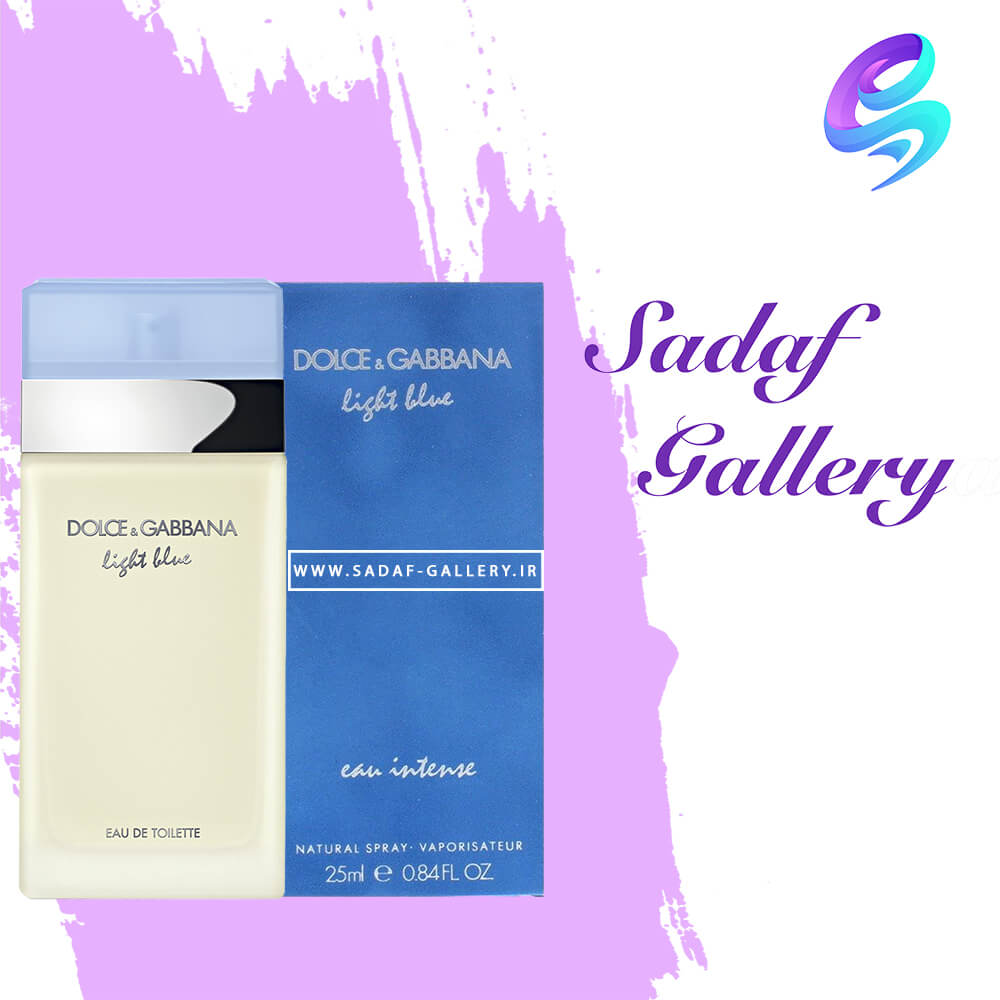 Sadaf
Gallery
DOLCE & GABBANA
light blue
EAU DE TOILETTE
DOLCE & GABBANA
light blue
WWW.SADAF-GALLERY.IR
eau intense
NATURAL SPRAY· VAPORISATEUR
25ml e 0.84FL OZ